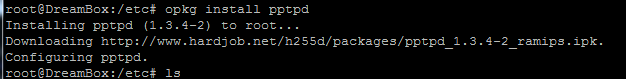 root@DreamBox:/etc# opkg install pptpd
Installing pptpd (1.3.4-2) to root...
Downloading http://www.hardjob.net/h255d/packages/pptpd_1.3.4-2_ramips.ipk.
Configuring pptpd.
root@DreamBox:/etc# ls